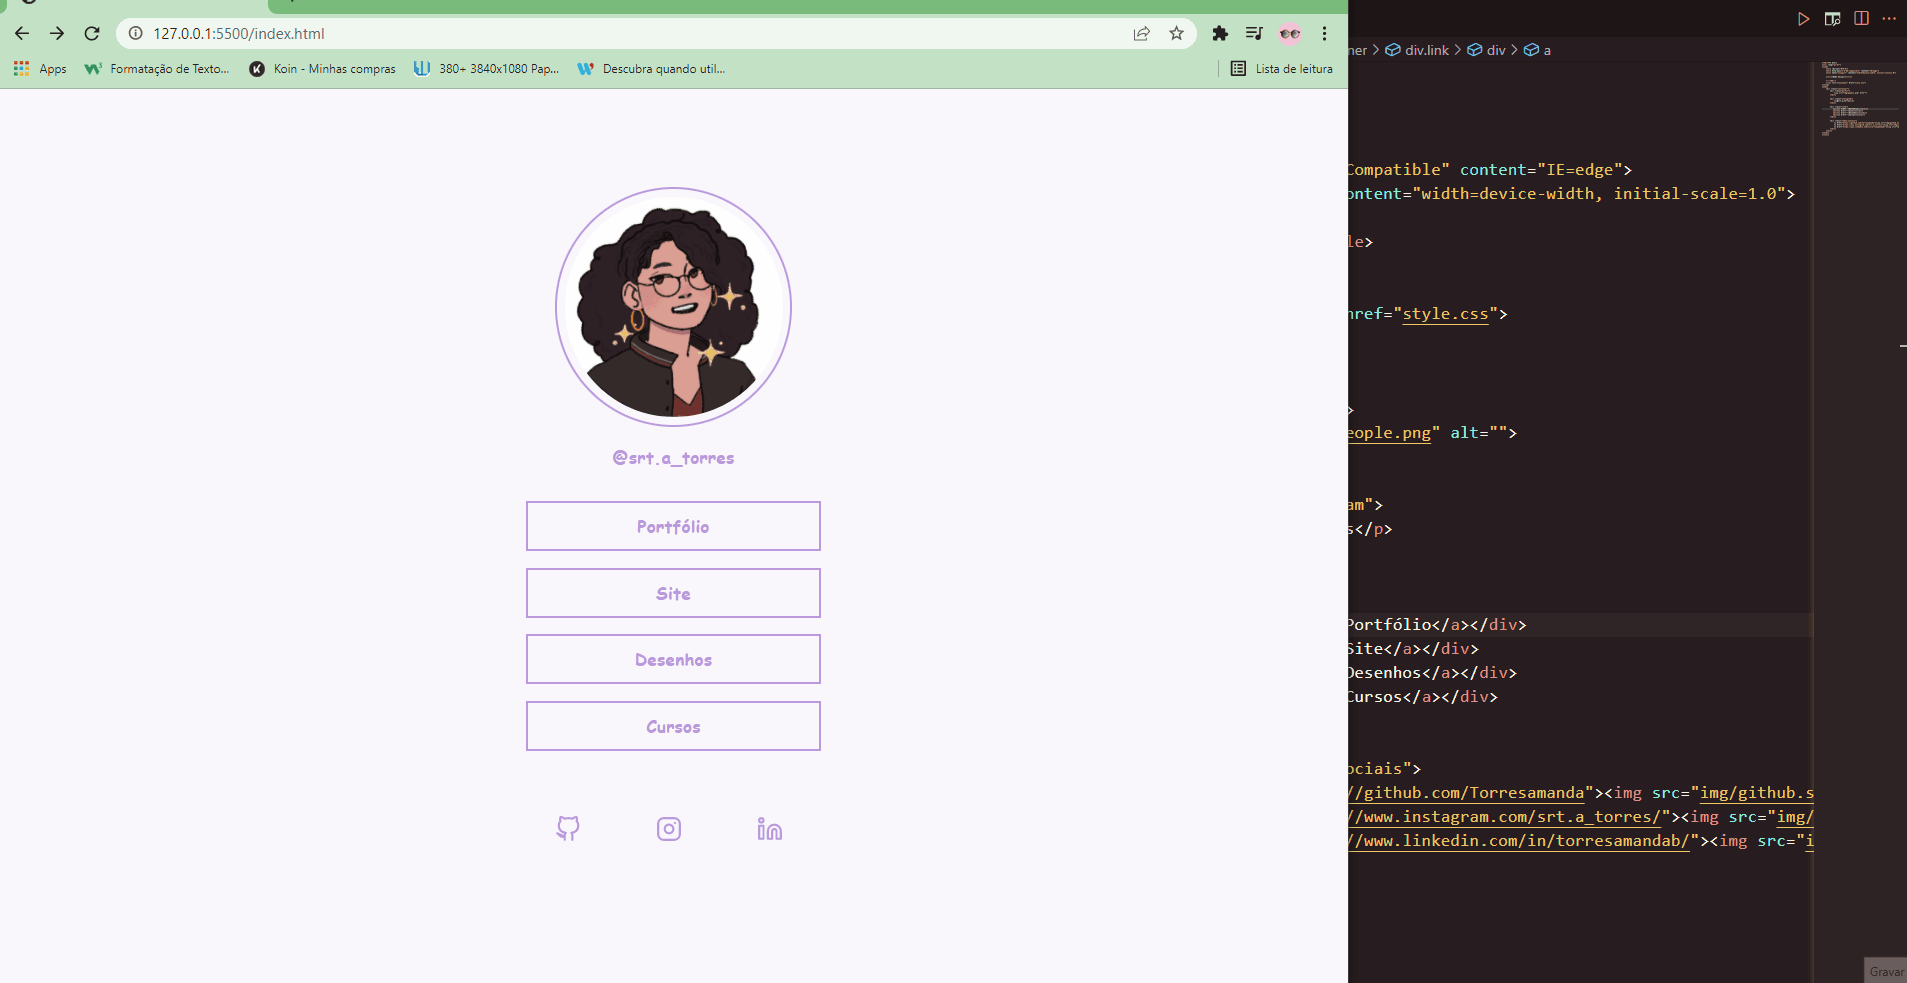 127.0.0.1:5500/index.html
Apps
Formatação de Texto...
Koin - Minhas compras
380+ 3840x1080 Pap...
Descubra quando util...
Lista de leitura
@srt.a_torres
Portfólio
Site
Desenhos
Cursos
ner > div.link > div > a
Compatible" content="IE=edge">
ontent="width=device-width, initial-scale=1.0">
le>
href="style.css">
>
eople.png" alt="">
am">
s</p>
Portfólio</a></div>
Site</a></div>
Desenhos</a></div>
Cursos</a></div>
ociais">
//github.com/Torresamanda"><img src="img/github.s
//www.instagram.com/srt.a_torres/"><img src="img/
//www.linkedin.com/in/torresamandab/"><img src="i
Gravar